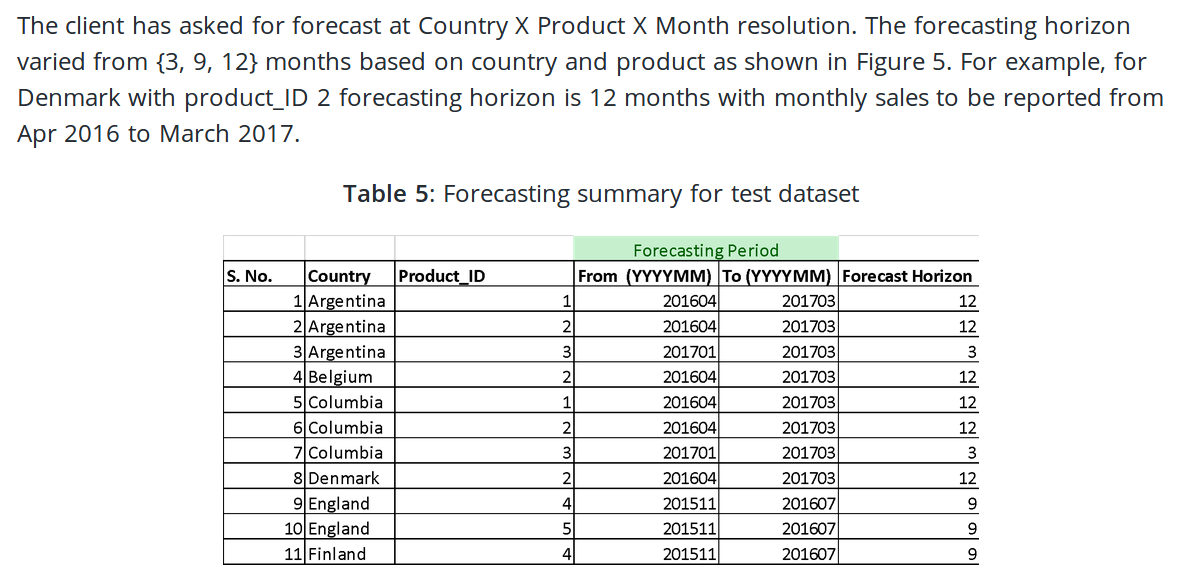 The client has asked for forecast at Country X Product X Month resolution. The forecasting horizon
varied from {3, 9, 12} months based on country and product as shown in Figure 5. For example, for
Denmark with product_ID 2 forecasting horizon is 12 months with monthly sales to be reported from
Apr 2016 to March 2017.
Table 5: Forecasting summary for test dataset
Forecasting Period
S. No. Country Product_ID From (YYYYMM) To (YYYYMM) Forecast Horizon
1 Argentina 1 201604 201703 12
2 Argentina 2 201604 201703 12
3 Argentina 3 201701 201703 3
4 Belgium 2 201604 201703 12
5 Columbia 1 201604 201703 12
6 Columbia 2 201604 201703 12
7 Columbia 3 201701 201703 3
8 Denmark 2 201604 201703 12
9 England 4 201511 201607 9
10 England 5 201511 201607 9
11 Finland 4 201511 201607 9